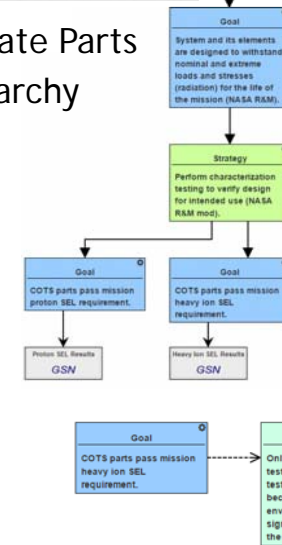 ate Parts
archy
Goal
System and its elements
are designed to withstand
nominal and extreme
loads and stresses
(radiation) for the life of
the mission (NASA R&M).
Strategy
Perform characterization
testing to verify design
for intended use (NASA
R&M mod).
Goal
COTS parts pass mission
proton SEL requirement.
Goal
COTS parts pass mission
heavy ion SEL
requirement.
Proton SEL Results
GSN
Heavy Ion SEL Results
GSN
Goal
COTS parts pass mission
heavy ion SEL
requirement.
Onl
test
test
bec
env
sign
the